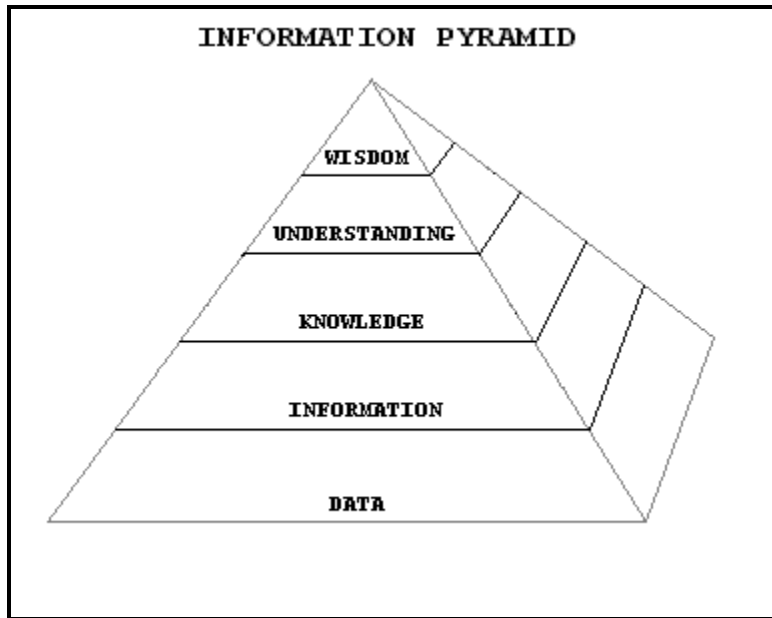 INFORMATION PYRAMID
WISDOM
UNDERSTANDING
KNOWLEDGE
INFORMATION
DATA